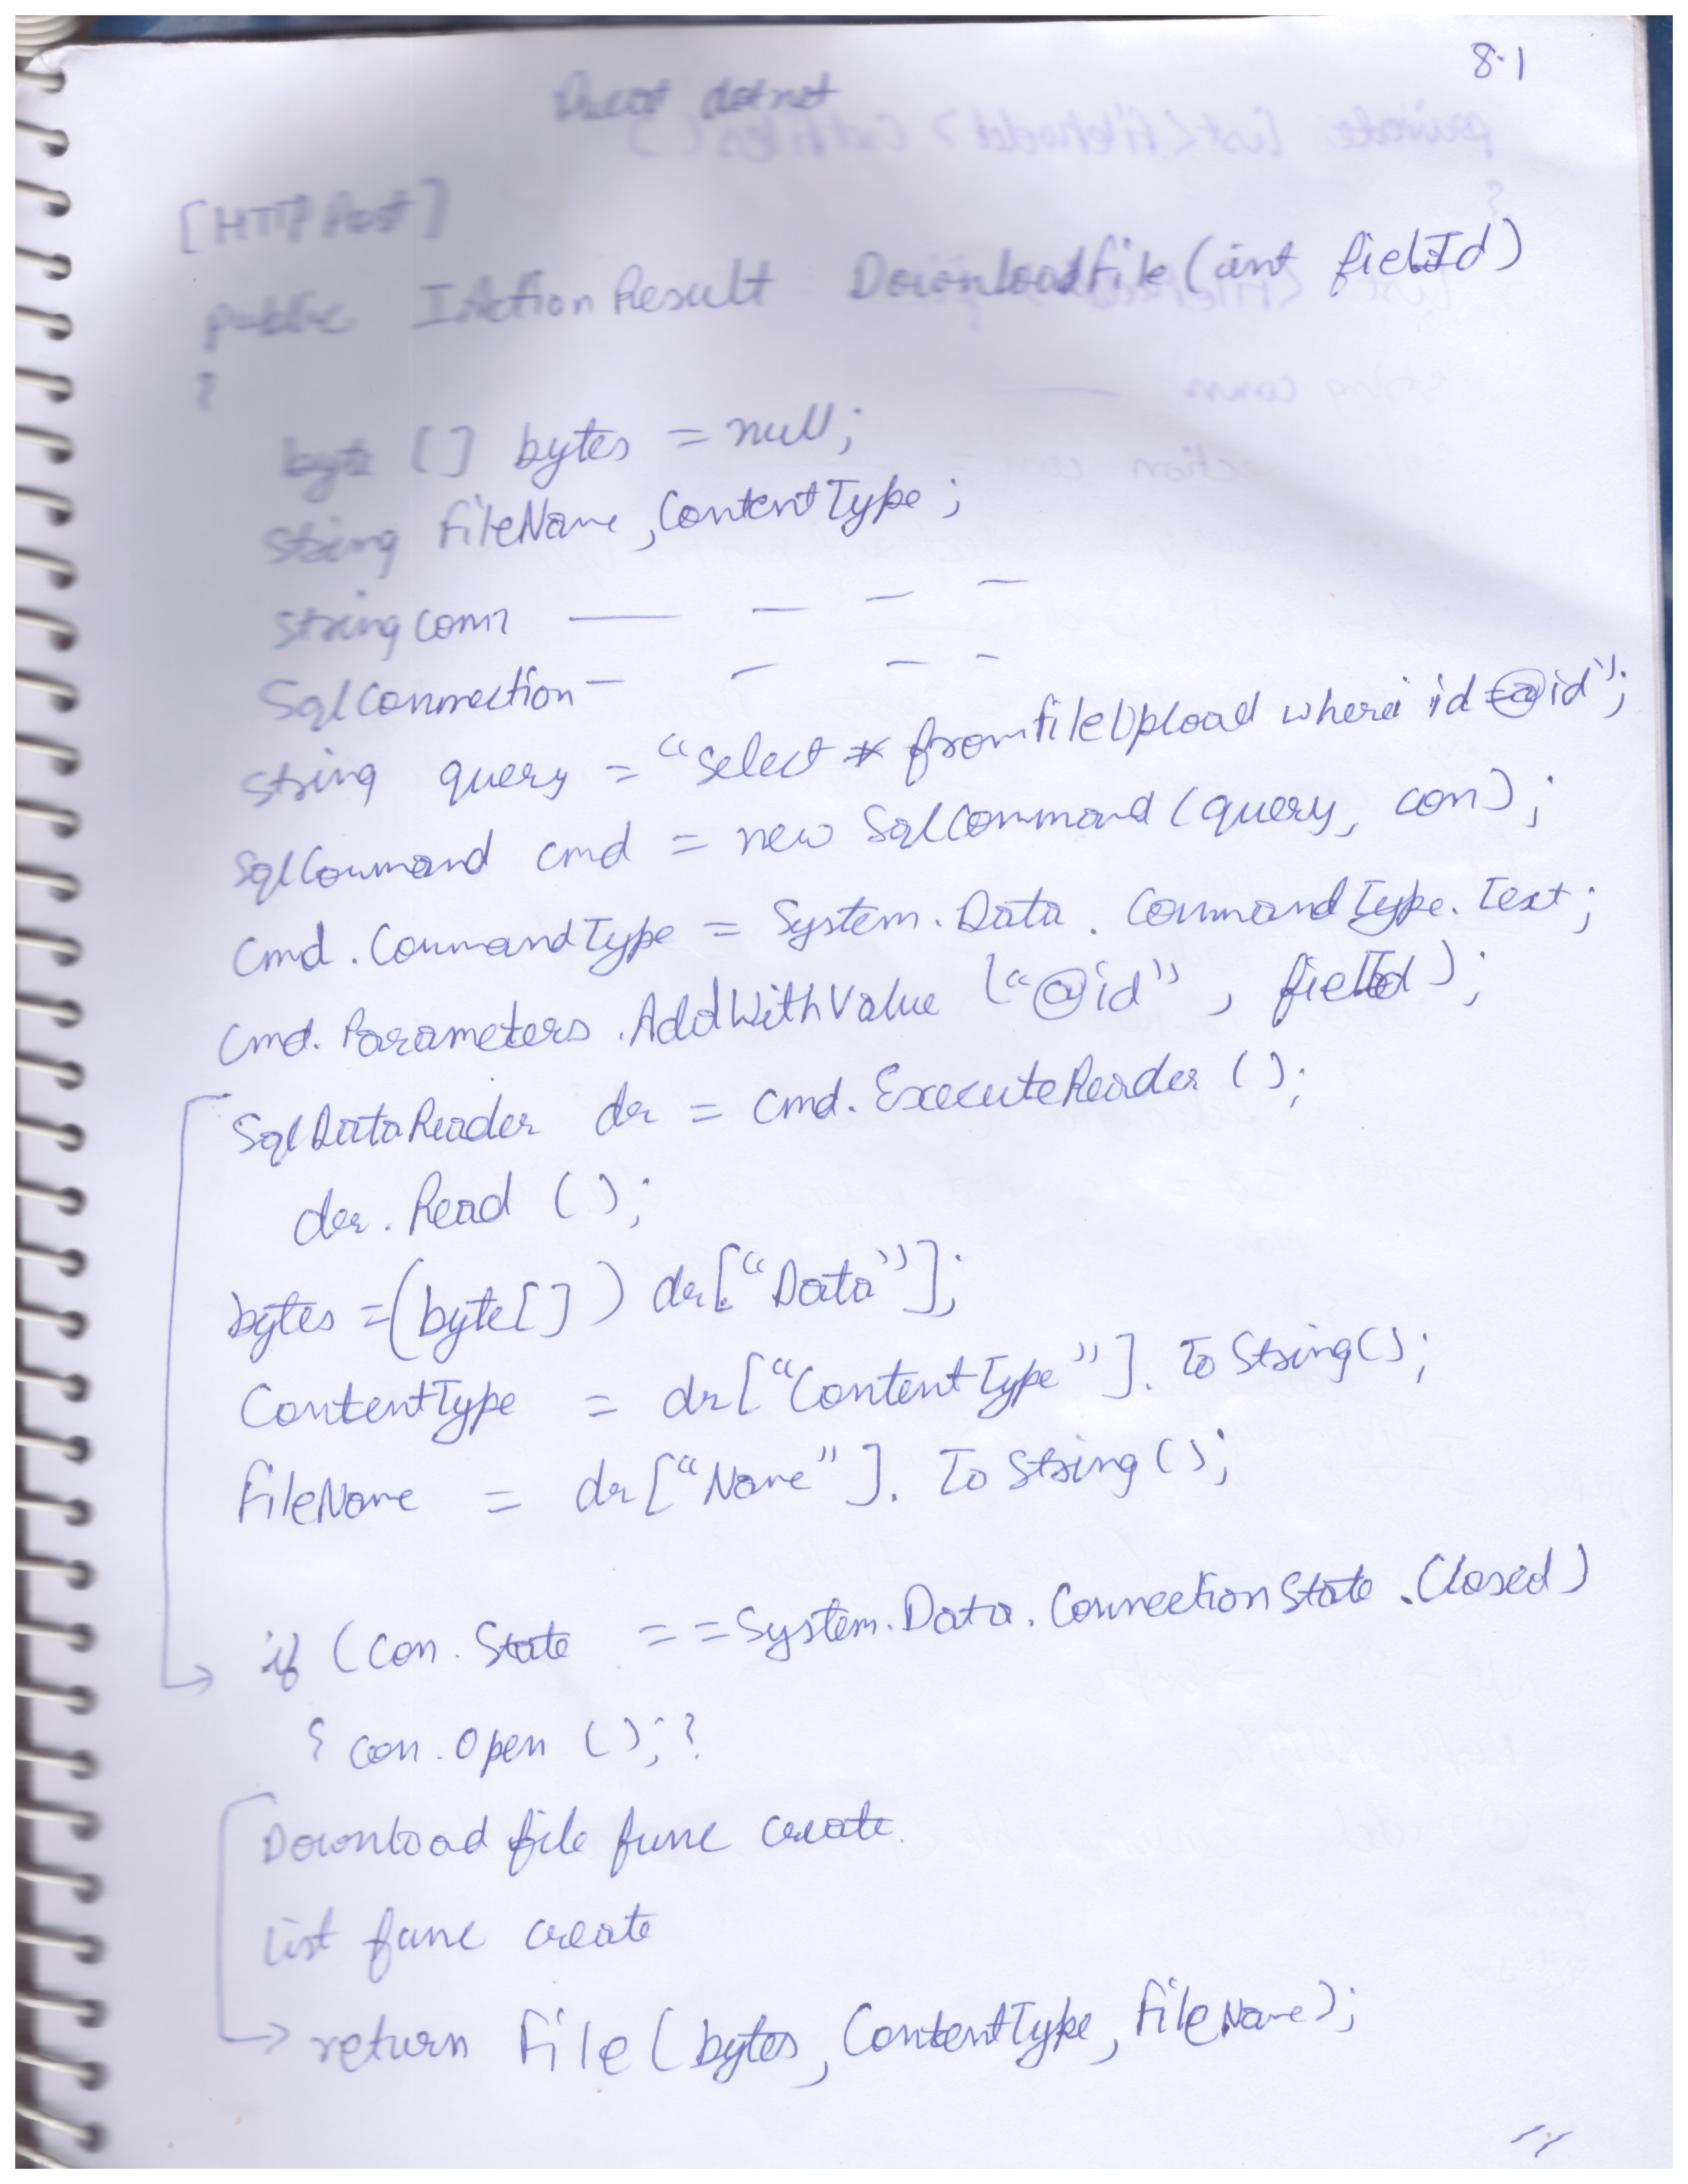 8.1
dotnet
[HTTP Post]
public IActionResult DownloadFile (int fieldId)
{
byte [] bytes = null;
string FileName, ContentType;
string conn — — — —
SqlConnection — — — —
string query = "Select * from FileUpload where id = @id";
SqlCommand cmd = new SqlCommand (query, con);
cmd. CommandType = System. Data. CommandType. Text;
cmd. Parameters. AddWithValue ("@id", fieldId);
SqlDataReader dr = cmd. ExecuteReader ();
dr. Read ();
bytes = (byte[]) dr["Data"];
ContentType = dr["ContentType"]. ToString();
FileName = dr["Name"]. ToString();
if (con. State == System. Data. ConnectionState. Closed)
{ con. Open (); }
Download file func create.
List func create
return File (bytes, ContentType, FileName);